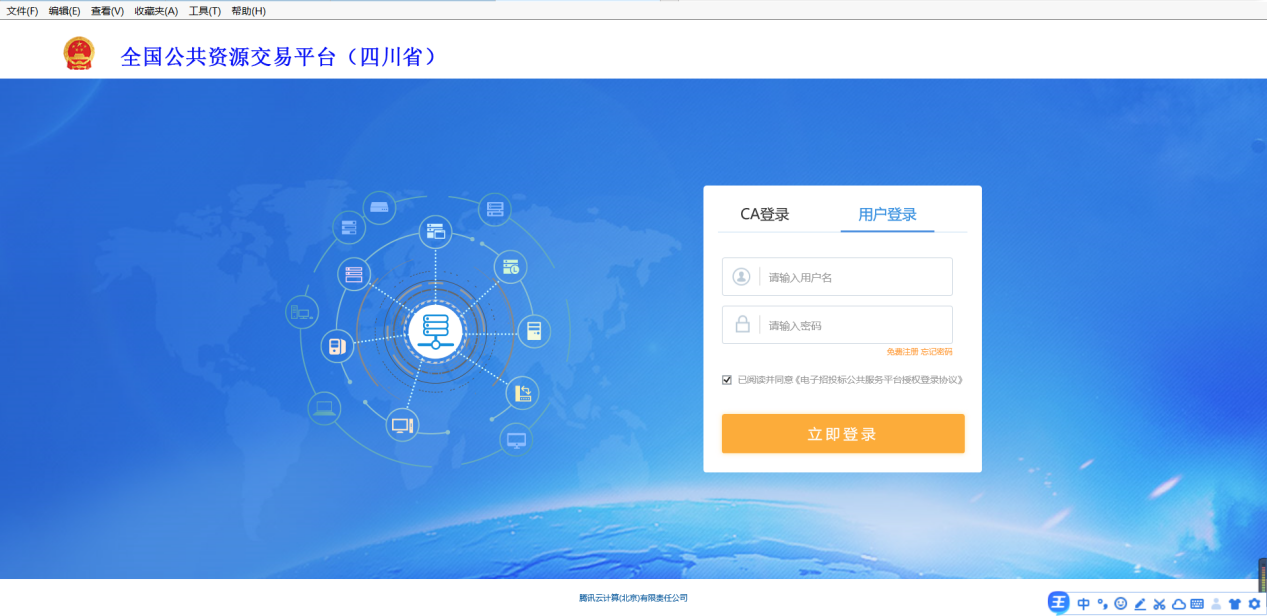 文件(F) 编辑(E) 查看(V) 收藏夹(A) 工具(T) 帮助(H)
全国公共资源交易平台（四川省）
CA登录 用户登录
请输入用户名
请输入密码
免费注册 忘记密码
已阅读并同意《电子招投标公共服务平台授权登录协议》
立即登录
腾讯云计算(北京)有限责任公司
王 中